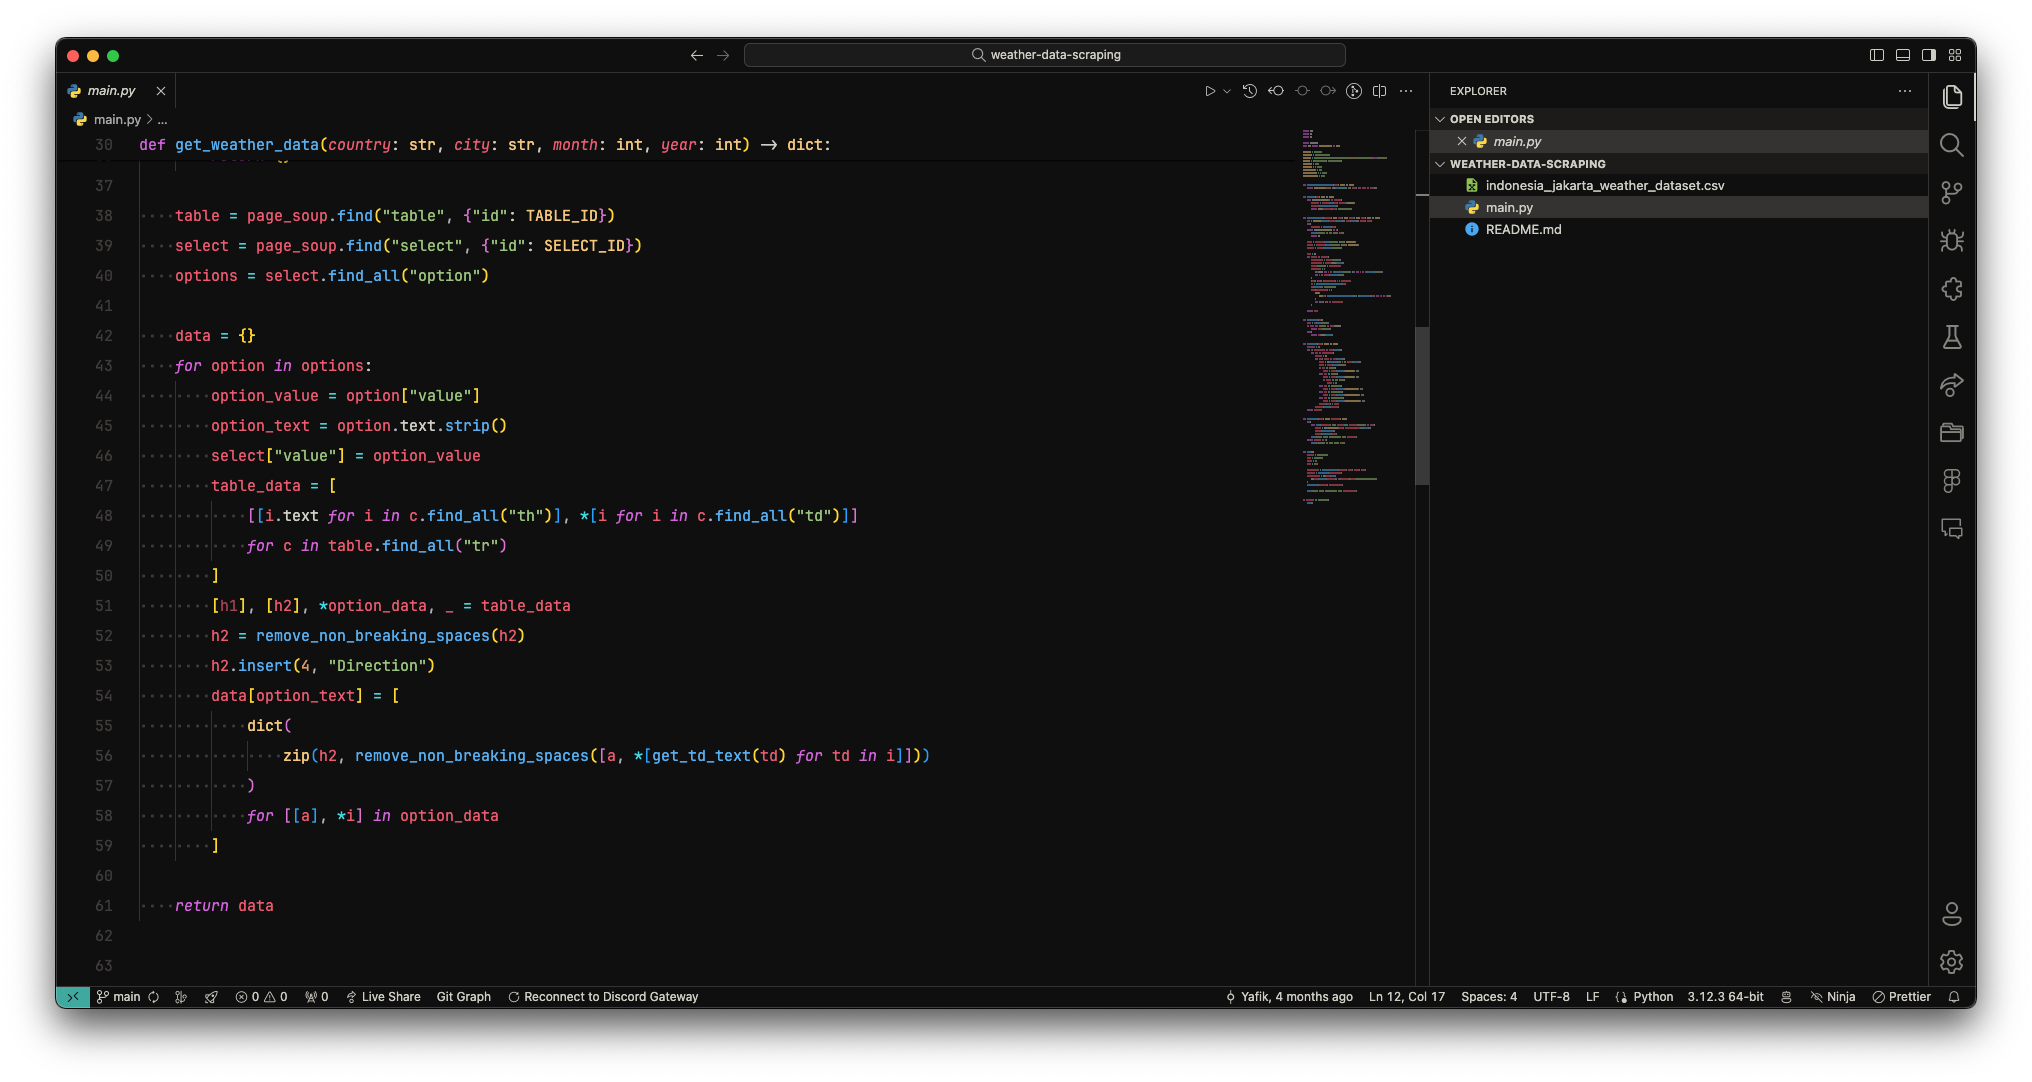 weather-data-scraping
main.py
main.py > ...
30 def get_weather_data(country: str, city: str, month: int, year: int) -> dict:
37
38 table = page_soup.find("table", {"id": TABLE_ID})
39 select = page_soup.find("select", {"id": SELECT_ID})
40 options = select.find_all("option")
41
42 data = {}
43 for option in options:
44 option_value = option["value"]
45 option_text = option.text.strip()
46 select["value"] = option_value
47 table_data = [
48 [[i.text for i in c.find_all("th")], *[i for i in c.find_all("td")]]
49 for c in table.find_all("tr")
50 ]
51 [h1], [h2], *option_data, _ = table_data
52 h2 = remove_non_breaking_spaces(h2)
53 h2.insert(4, "Direction")
54 data[option_text] = [
55 dict(
56 zip(h2, remove_non_breaking_spaces([a, *[get_td_text(td) for td in i]]))
57 )
58 for [[a], *i] in option_data
59 ]
60
61 return data
62
63
EXPLORER
OPEN EDITORS
main.py
WEATHER-DATA-SCRAPING
indonesia_jakarta_weather_dataset.csv
main.py
README.md
main 0 0 0 Live Share Git Graph Reconnect to Discord Gateway Yafik, 4 months ago Ln 12, Col 17 Spaces: 4 UTF-8 LF Python 3.12.3 64-bit Ninja Prettier